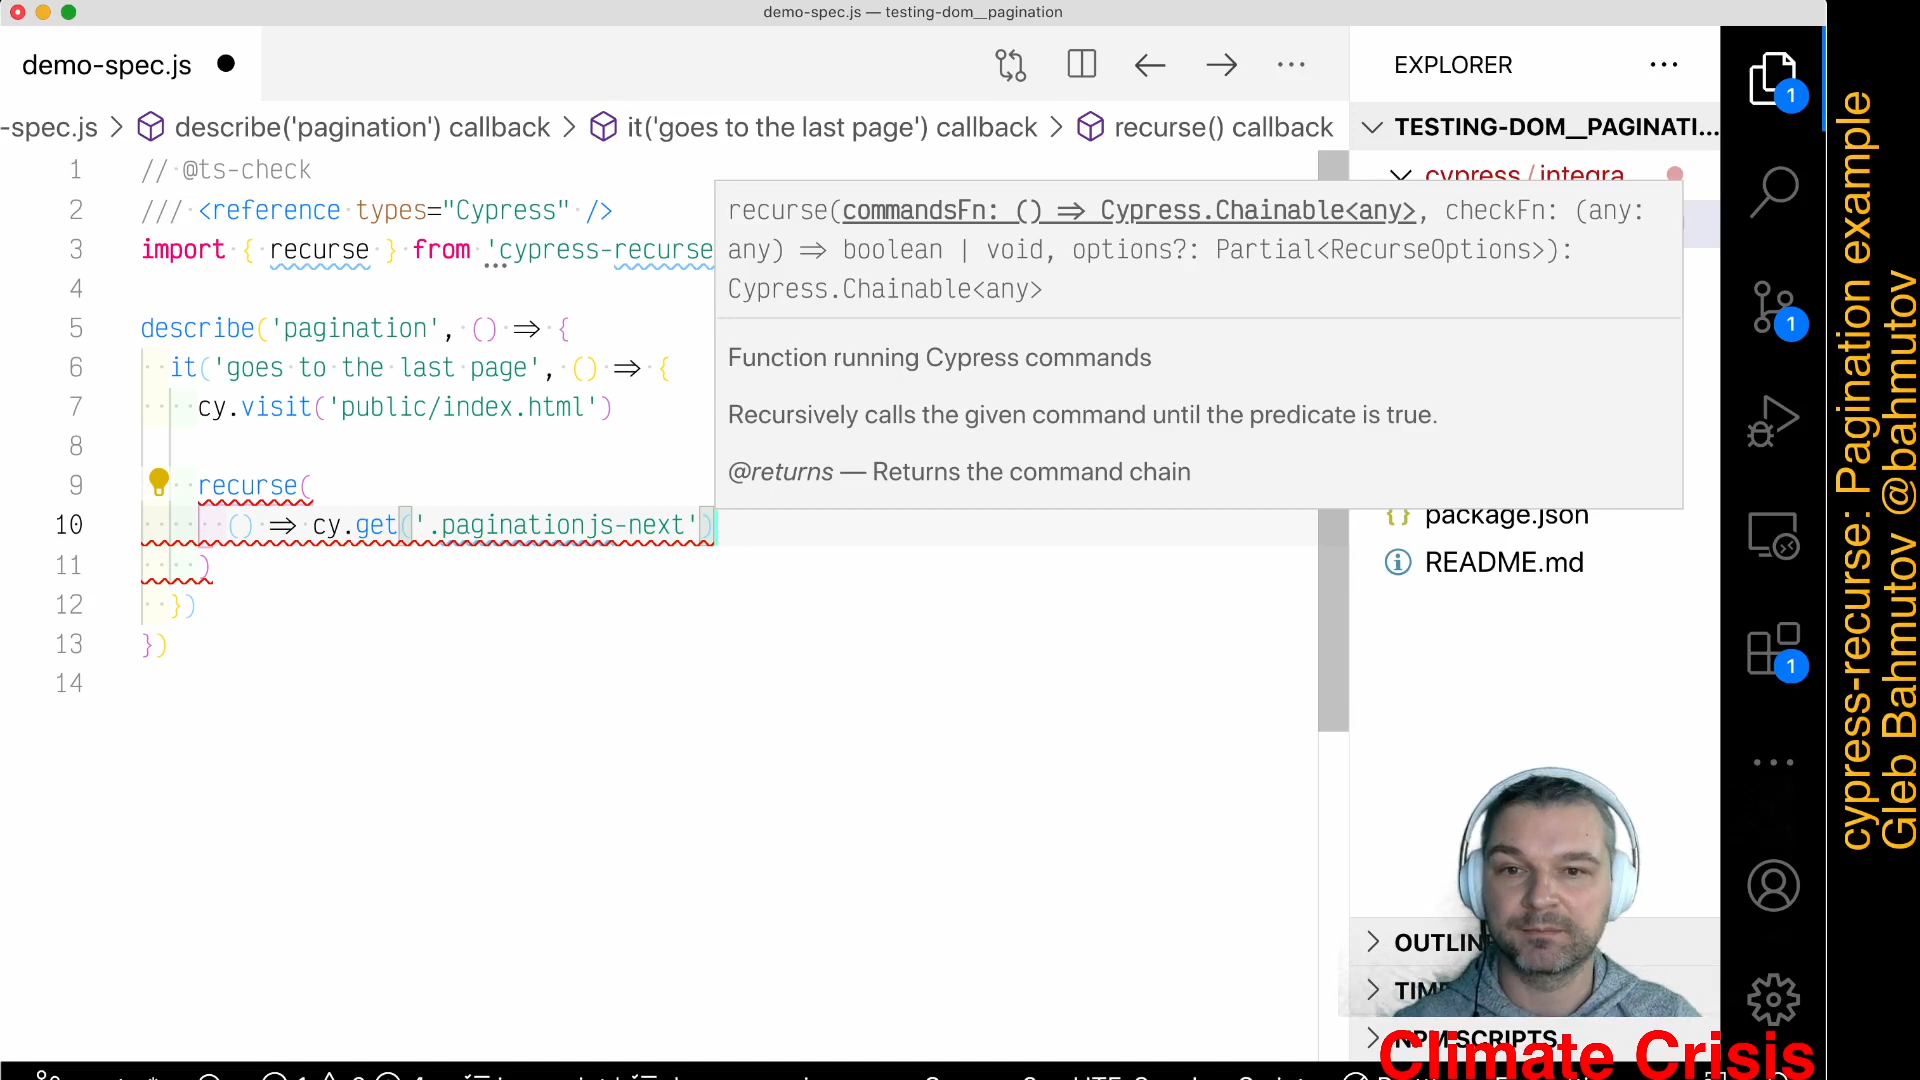 demo-spec.js — testing-dom__pagination
demo-spec.js
EXPLORER
-spec.js > describe('pagination') callback > it('goes to the last page') callback > recurse() callback
TESTING-DOM__PAGINATI...
cypress / integra
1 // @ts-check
2 /// <reference types="Cypress" />
3 import { recurse } from 'cypress-recurse
4
5 describe('pagination', () => {
6 it('goes to the last page', () => {
7 cy.visit('public/index.html')
8
9 recurse(
10 () => cy.get('.paginationjs-next')
11 )
12 })
13 })
14
recurse(commandsFn: () => Cypress.Chainable<any>, checkFn: (any:
any) => boolean | void, options?: Partial<RecurseOptions>):
Cypress.Chainable<any>
Function running Cypress commands
Recursively calls the given command until the predicate is true.
@returns — Returns the command chain
{} package.json
README.md
OUTLIN
TIM
NPM SCRIPTS
1
1
1
cypress-recurse: Pagination example
Gleb Bahmutov @bahmutov
Climate Crisis